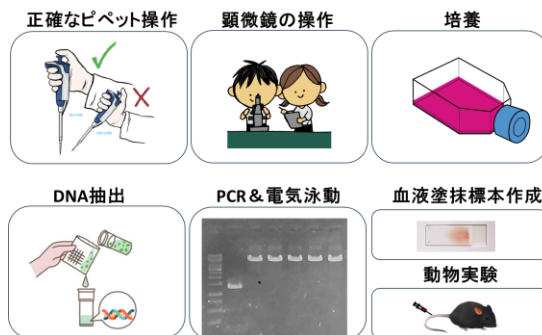 正確なピペット操作
顕微鏡の操作
培養
DNA抽出
PCR＆電気泳動
血液塗抹標本作成
動物実験